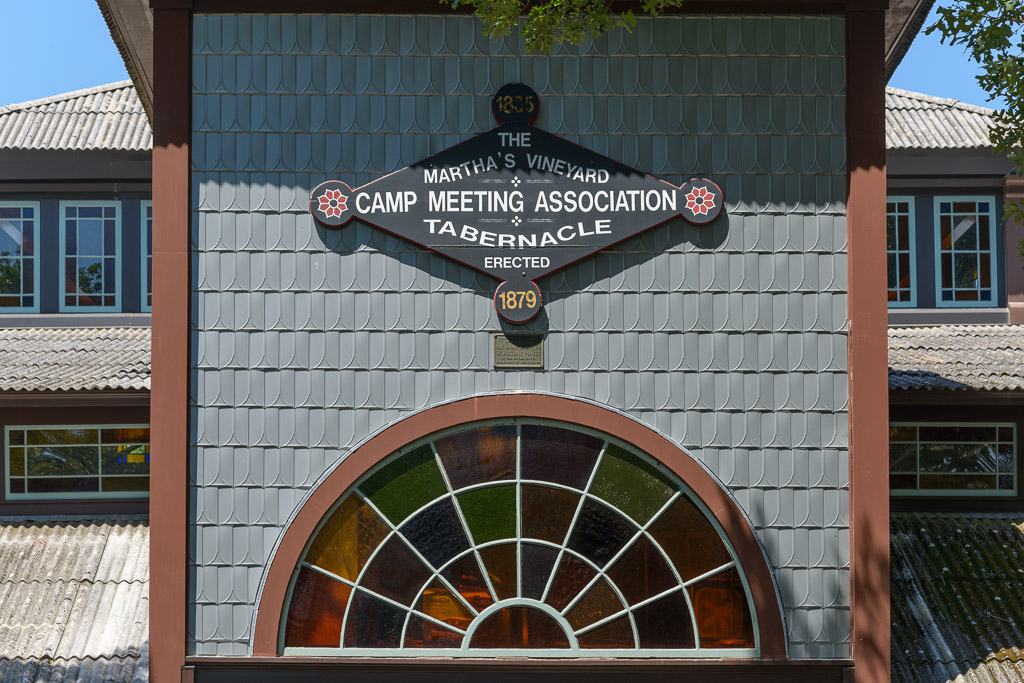 1835
THE
MARTHA'S VINEYARD
CAMP MEETING ASSOCIATION
TABERNACLE
ERECTED
1879